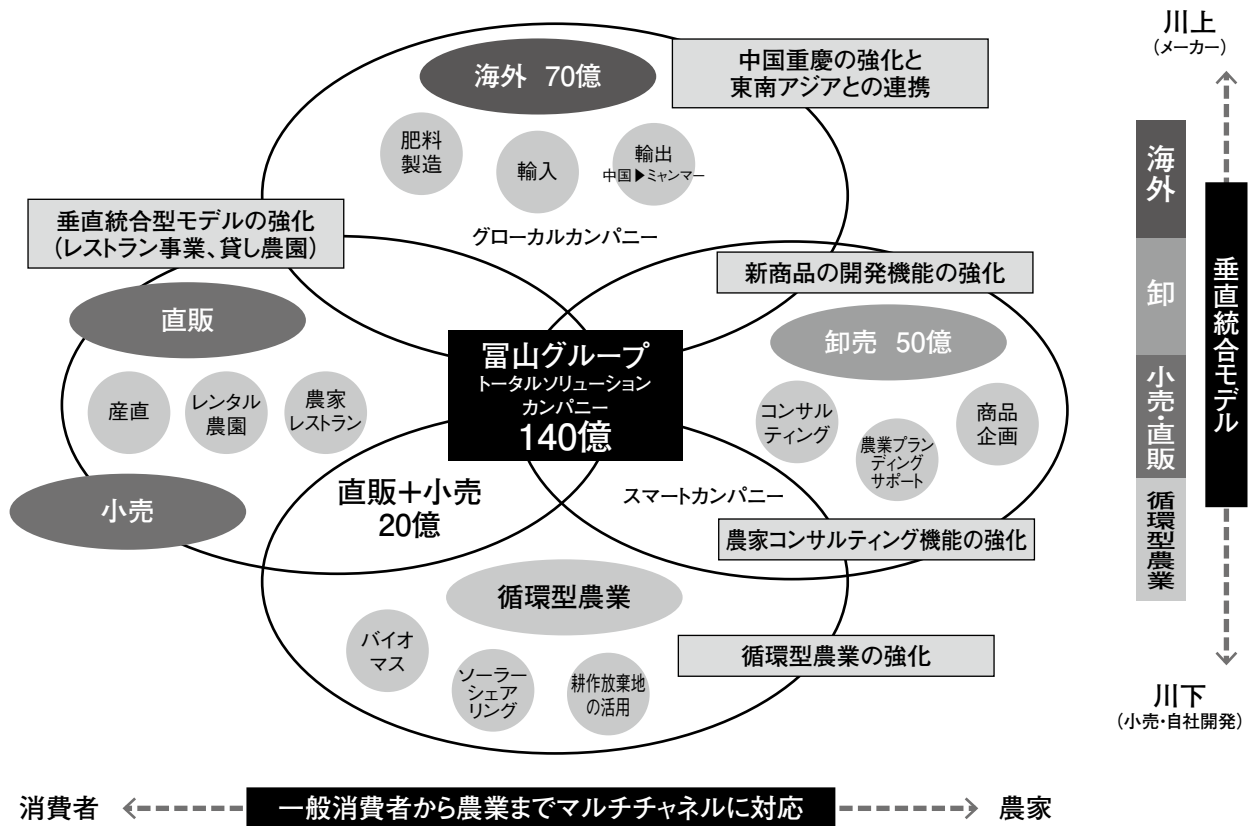 海外 70億
中国重慶の強化と
東南アジアとの連携
肥料
製造
輸入
輸出
中国▶ミャンマー
グローカルカンパニー
垂直統合型モデルの強化
(レストラン事業、貸し農園)
新商品の開発機能の強化
直販
産直
レンタル
農園
農家
レストラン
小売
冨山グループ
トータルソリューション
カンパニー
140億
卸売 50億
コンサル
ティング
農業ブラン
ディング
サポート
商品
企画
直販+小売
20億
スマートカンパニー
農家コンサルティング機能の強化
循環型農業
バイオ
マス
ソーラー
シェア
リング
耕作放棄地
の活用
循環型農業の強化
川上
(メーカー)
海外
卸
小売・直販
循環型農業
垂直統合モデル
川下
(小売・自社開発)
消費者
一般消費者から農業までマルチチャネルに対応
農家